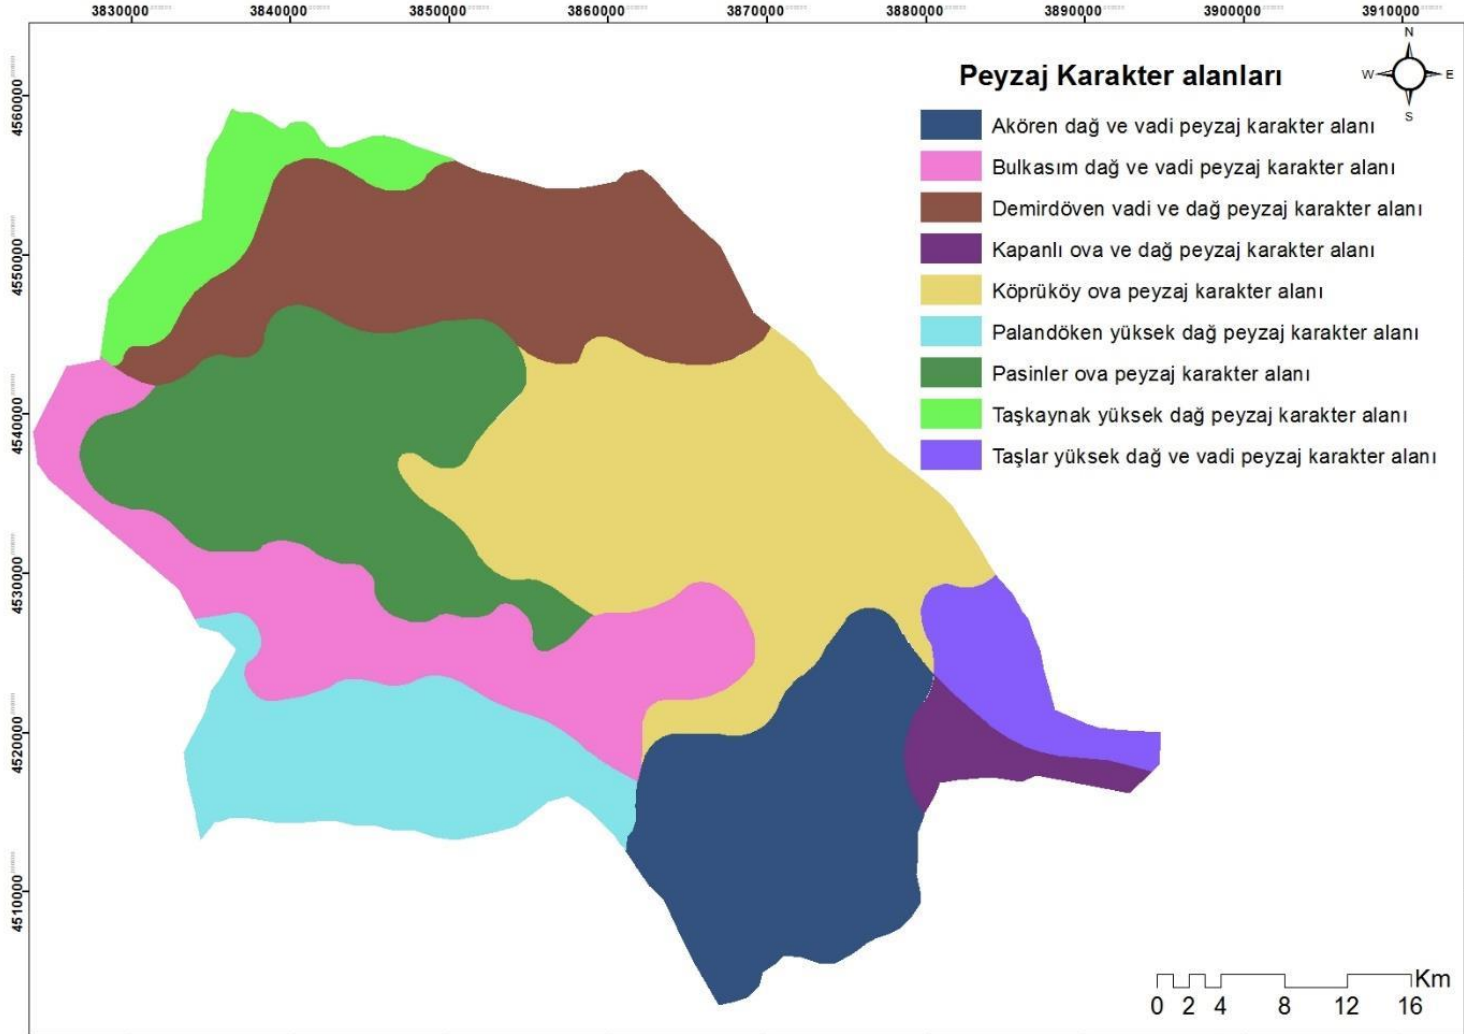 3830000 3840000 3850000 3860000 3870000 3880000 3890000 3900000 3910000
N
W E
S
Peyzaj Karakter alanları
Akören dağ ve vadi peyzaj karakter alanı
Bulkasım dağ ve vadi peyzaj karakter alanı
Demirdöven vadi ve dağ peyzaj karakter alanı
Kapanlı ova ve dağ peyzaj karakter alanı
Köprüköy ova peyzaj karakter alanı
Palandöken yüksek dağ peyzaj karakter alanı
Pasinler ova peyzaj karakter alanı
Taşkaynak yüksek dağ peyzaj karakter alanı
Taşlar yüksek dağ ve vadi peyzaj karakter alanı
4560000
4550000
4540000
4530000
4520000
4510000
Km
0 2 4 8 12 16